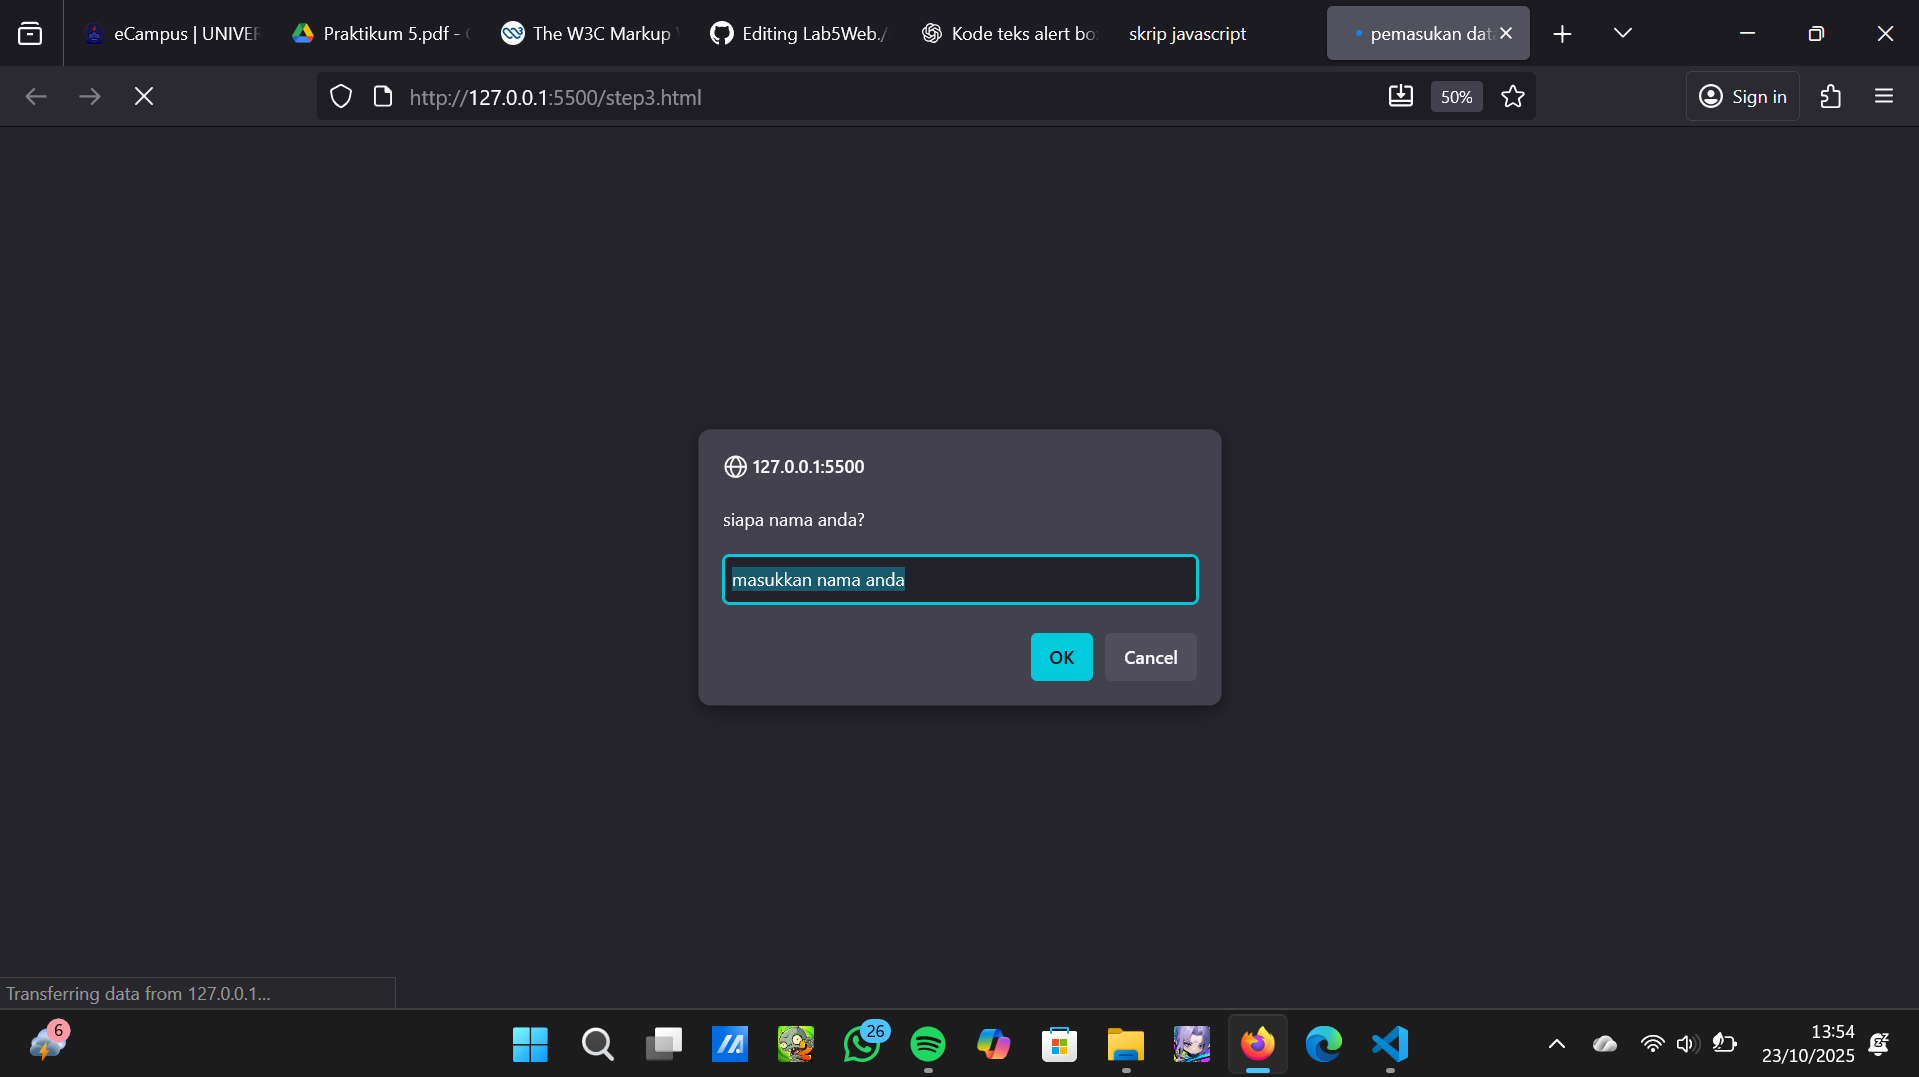 eCampus | UNIVER
Praktikum 5.pdf -
The W3C Markup
Editing Lab5Web./
Kode teks alert bo
skrip javascript
pemasukan dat
http://127.0.0.1:5500/step3.html
50%
Sign in
127.0.0.1:5500
siapa nama anda?
masukkan nama anda
OK
Cancel
Transferring data from 127.0.0.1...
6
26
13:54
23/10/2025